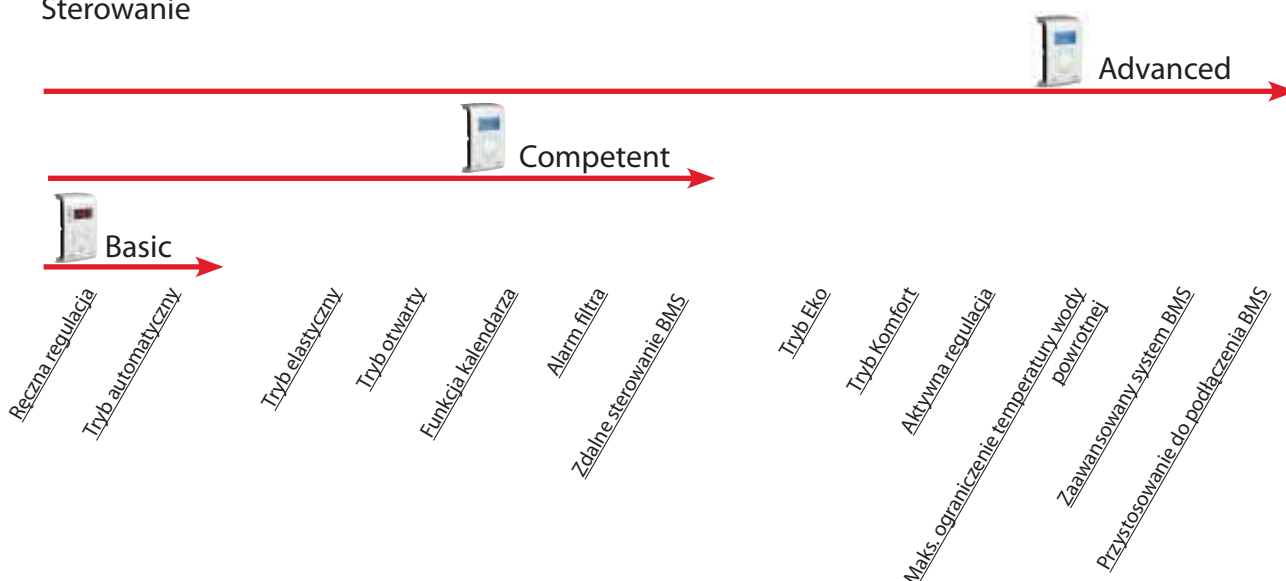 Sterowanie
Advanced
Competent
Basic
Ręczna regulacja
Tryb automatyczny
Tryb elastyczny
Tryb otwarty
Funkcja kalendarza
Alarm filtra
Zdalne sterowanie BMS
Tryb Eko
Tryb Komfort
Aktywna regulacja
Maks. ograniczenie temperatury wody
powrotnej
Zaawansowany system BMS
Przystosowanie do podłączenia BMS